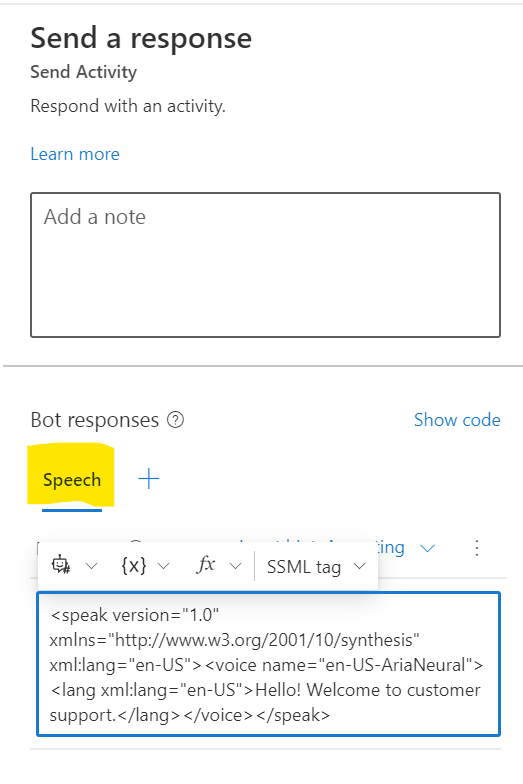 Send a response
Send Activity
Respond with an activity.
Learn more
Add a note
Bot responses ?
Show code
Speech +
ting
{x} fx SSML tag
<speak version="1.0"
xmlns="http://www.w3.org/2001/10/synthesis"
xml:lang="en-US"><voice name="en-US-AriaNeural">
<lang xml:lang="en-US">Hello! Welcome to customer
support.</lang></voice></speak>